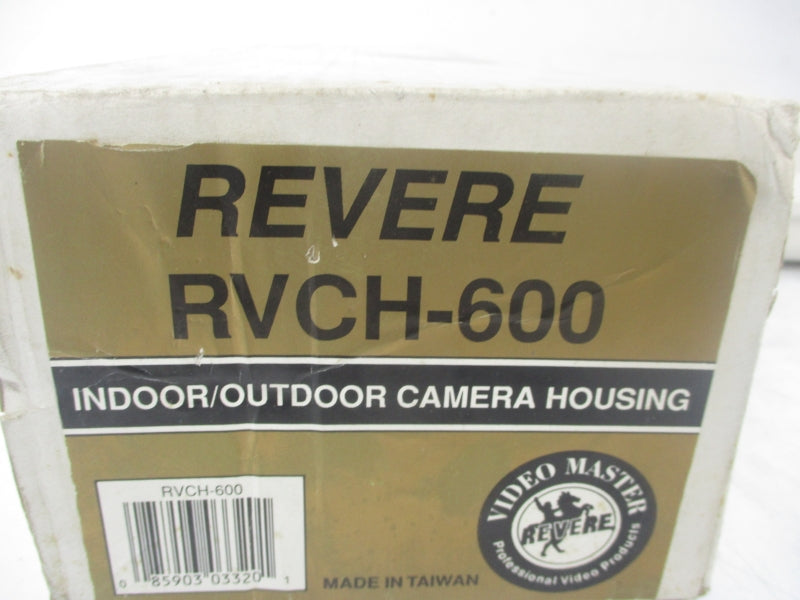 REVERE
RVCH-600
INDOOR/OUTDOOR CAMERA HOUSING
RVCH-600
0 85903 03320 1
MADE IN TAIWAN
VIDEO MASTER
REVERE
Professional Video Products